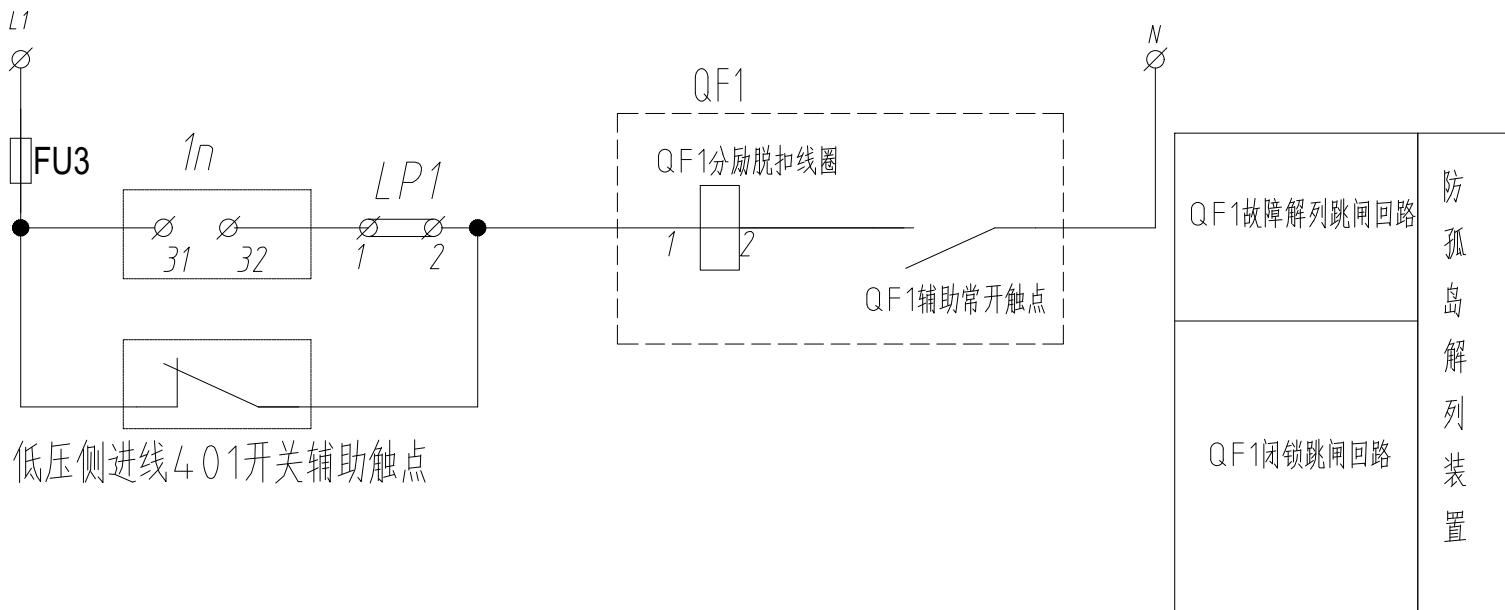 L1
N
QF1
FU3
1n
LP1
QF1分励脱扣线圈
31
32
1
2
1
2
QF1辅助常开触点
低压侧进线401开关辅助触点
QF1故障解列跳闸回路
QF1闭锁跳闸回路
防孤岛解列装置